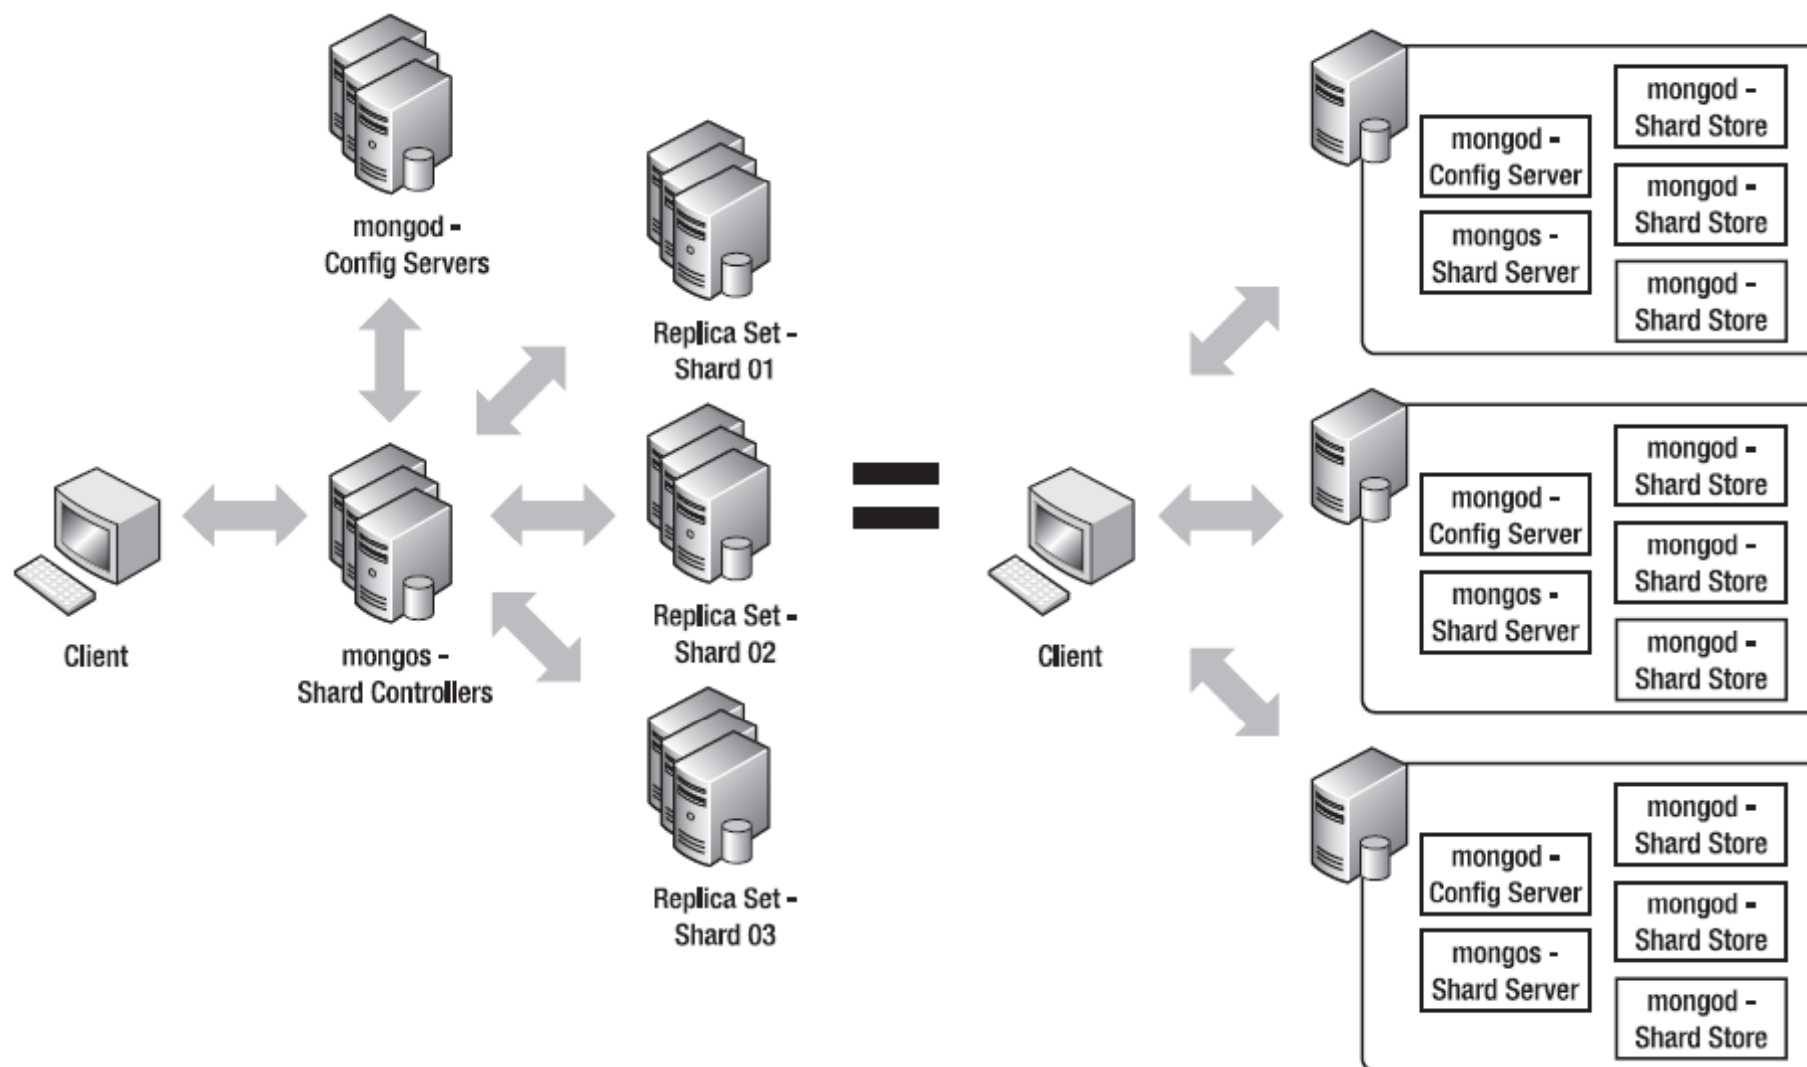 mongod -
Config Servers
Replica Set -
Shard 01
Client
mongos -
Shard Controllers
Replica Set -
Shard 02
Replica Set -
Shard 03
Client
mongod -
Config Server
mongos -
Shard Server
mongod -
Shard Store
mongod -
Shard Store
mongod -
Shard Store
mongod -
Config Server
mongos -
Shard Server
mongod -
Shard Store
mongod -
Shard Store
mongod -
Shard Store
mongod -
Config Server
mongos -
Shard Server
mongod -
Shard Store
mongod -
Shard Store
mongod -
Shard Store